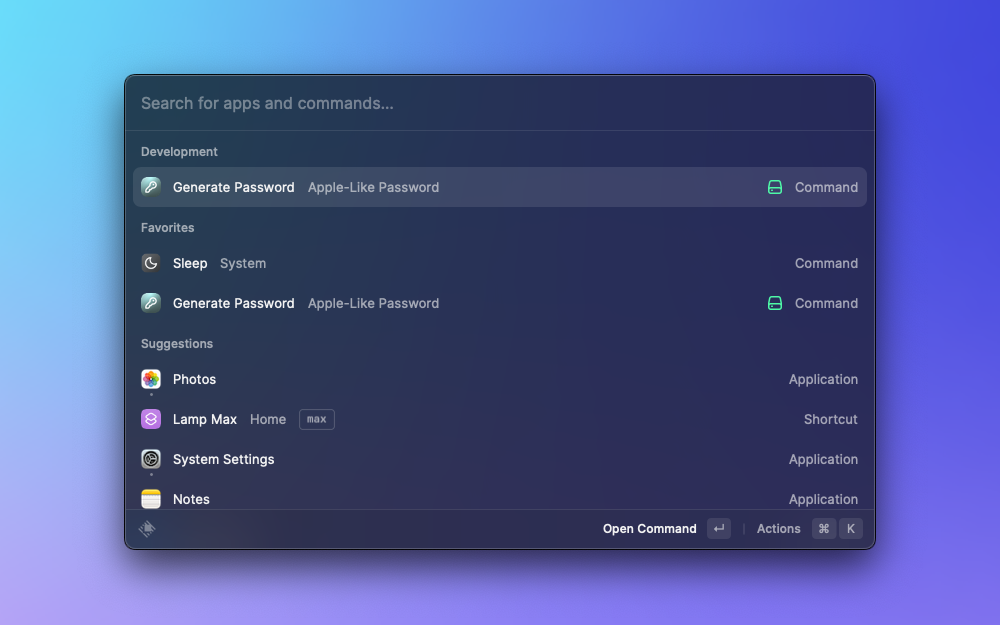 Search for apps and commands...
Development
Generate Password Apple-Like Password Command
Favorites
Sleep System Command
Generate Password Apple-Like Password Command
Suggestions
Photos Application
Lamp Max Home max Shortcut
System Settings Application
Notes Application
Open Command ↵ Actions ⌘ K